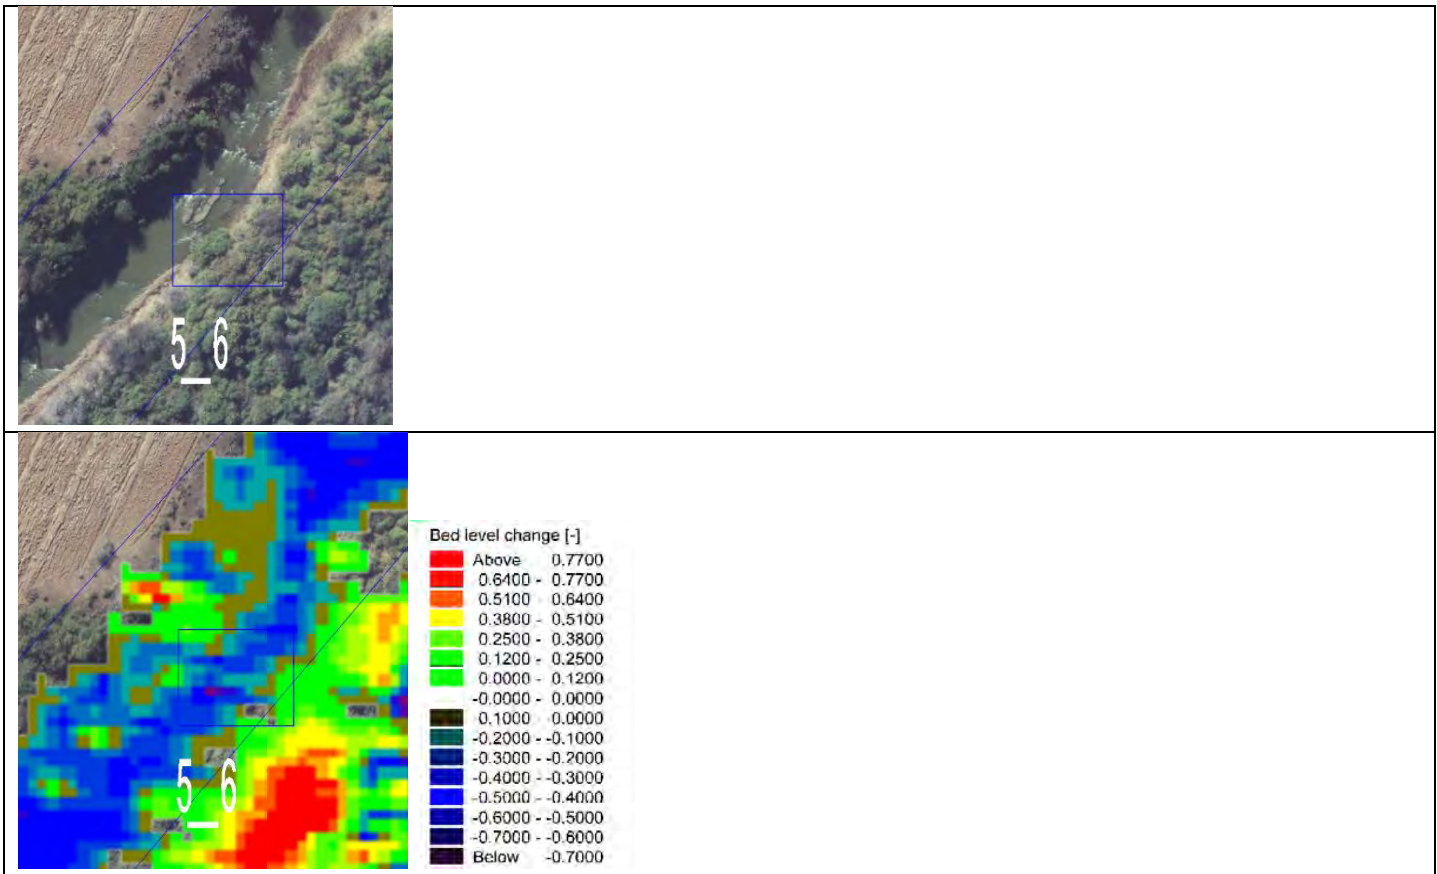 5_6
Bed level change [-]
Above 0.7700
0.6400 - 0.7700
0.5100 0.6400
0.3800 - 0.5100
0.2500 - 0.3800
0.1200 - 0.2500
0.0000 - 0.1200
-0.0000 - 0.0000
-0.1000 0.0000
-0.2000 - -0.1000
-0.3000 - -0.2000
-0.4000 - -0.3000
-0.5000 - -0.4000
-0.6000 - -0.5000
-0.7000 - -0.6000
Below -0.7000
5_6